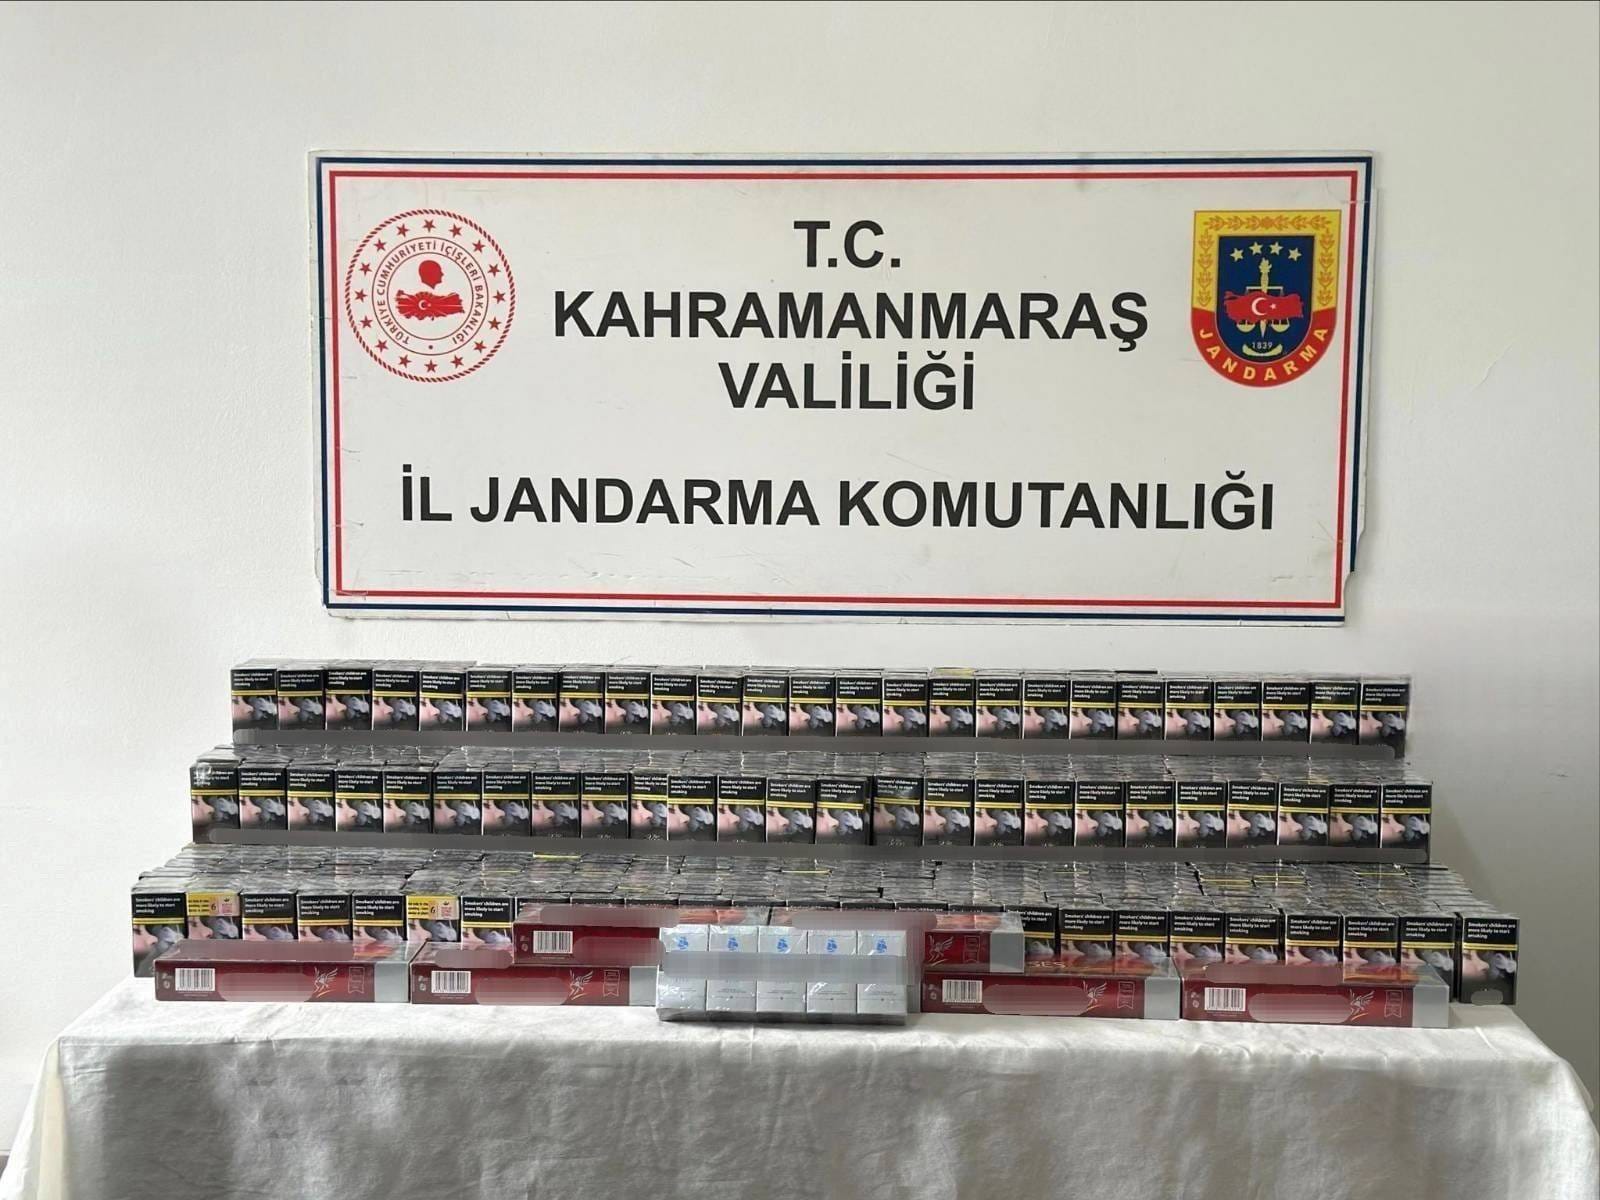 T.C.
KAHRAMANMARAŞ
VALİLİĞİ
İL JANDARMA KOMUTANLIĞI
TÜRKİYE CUMHURİYETİ İÇİŞLERİ BAKANLIĞI
1839
JANDARMA
Smokers' children are
more likely to start
smoking